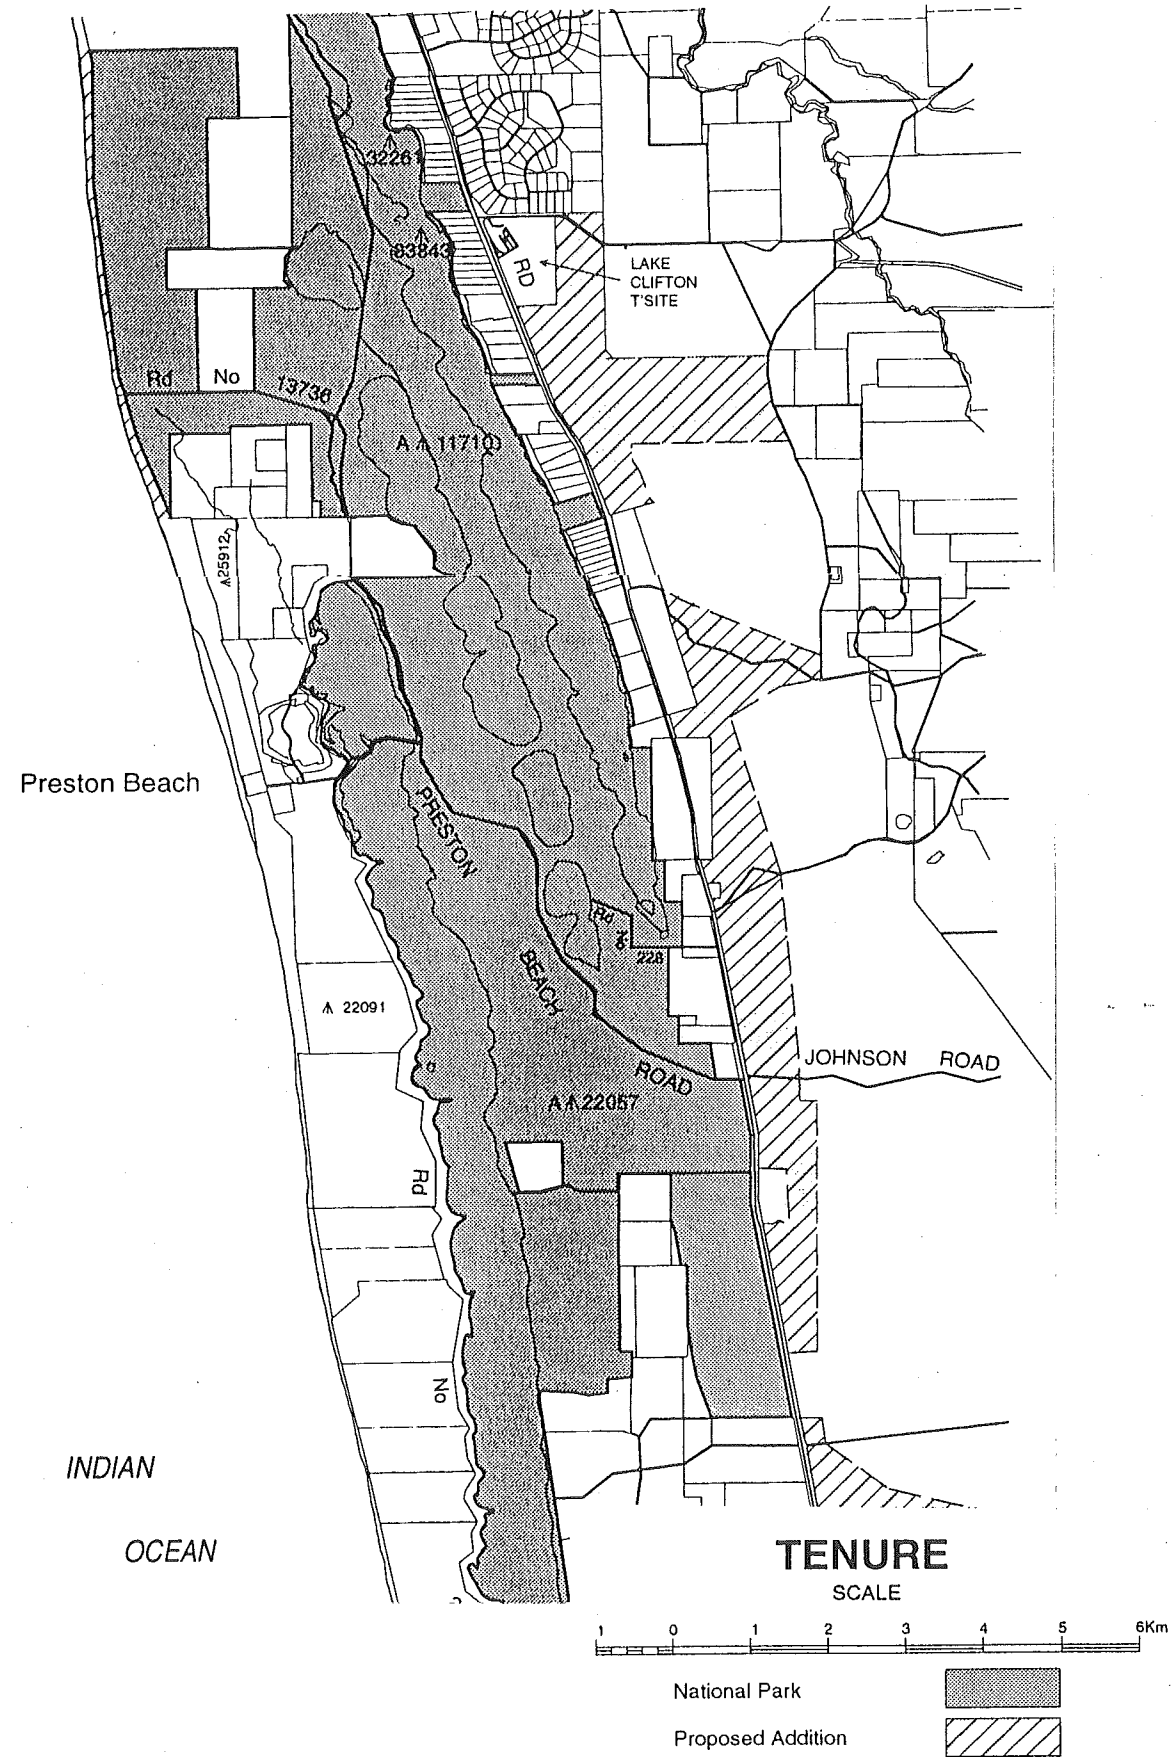 32261
83843
RD
LAKE
CLIFTON
T'SITE
Rd No 13736
A 11710
25912
Preston Beach
PRESTON
BEACH
ROAD
Rd
No
228
22091
JOHNSON ROAD
A 22057
Rd
No
INDIAN
OCEAN
TENURE
SCALE
1 0 1 2 3 4 5 6Km
National Park
Proposed Addition